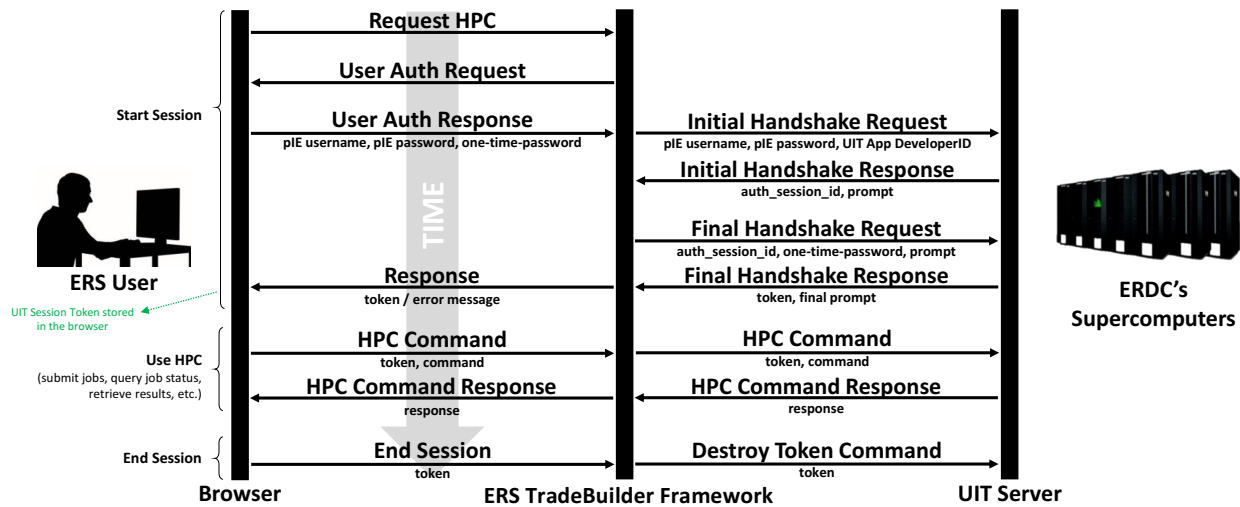 Request HPC
User Auth Request
Start Session
User Auth Response
pIE username, pIE password, one-time-password
Initial Handshake Request
pIE username, pIE password, UIT App DeveloperID
Initial Handshake Response
auth_session_id, prompt
TIME
Final Handshake Request
auth_session_id, one-time-password, prompt
ERS User
Response
token / error message
Final Handshake Response
token, final prompt
ERDC's
Supercomputers
UIT Session Token stored
in the browser
HPC Command
token, command
HPC Command
token, command
Use HPC
(submit jobs, query job status,
retrieve results, etc.)
HPC Command Response
response
HPC Command Response
response
End Session
End Session
token
Destroy Token Command
token
Browser
ERS TradeBuilder Framework
UIT Server